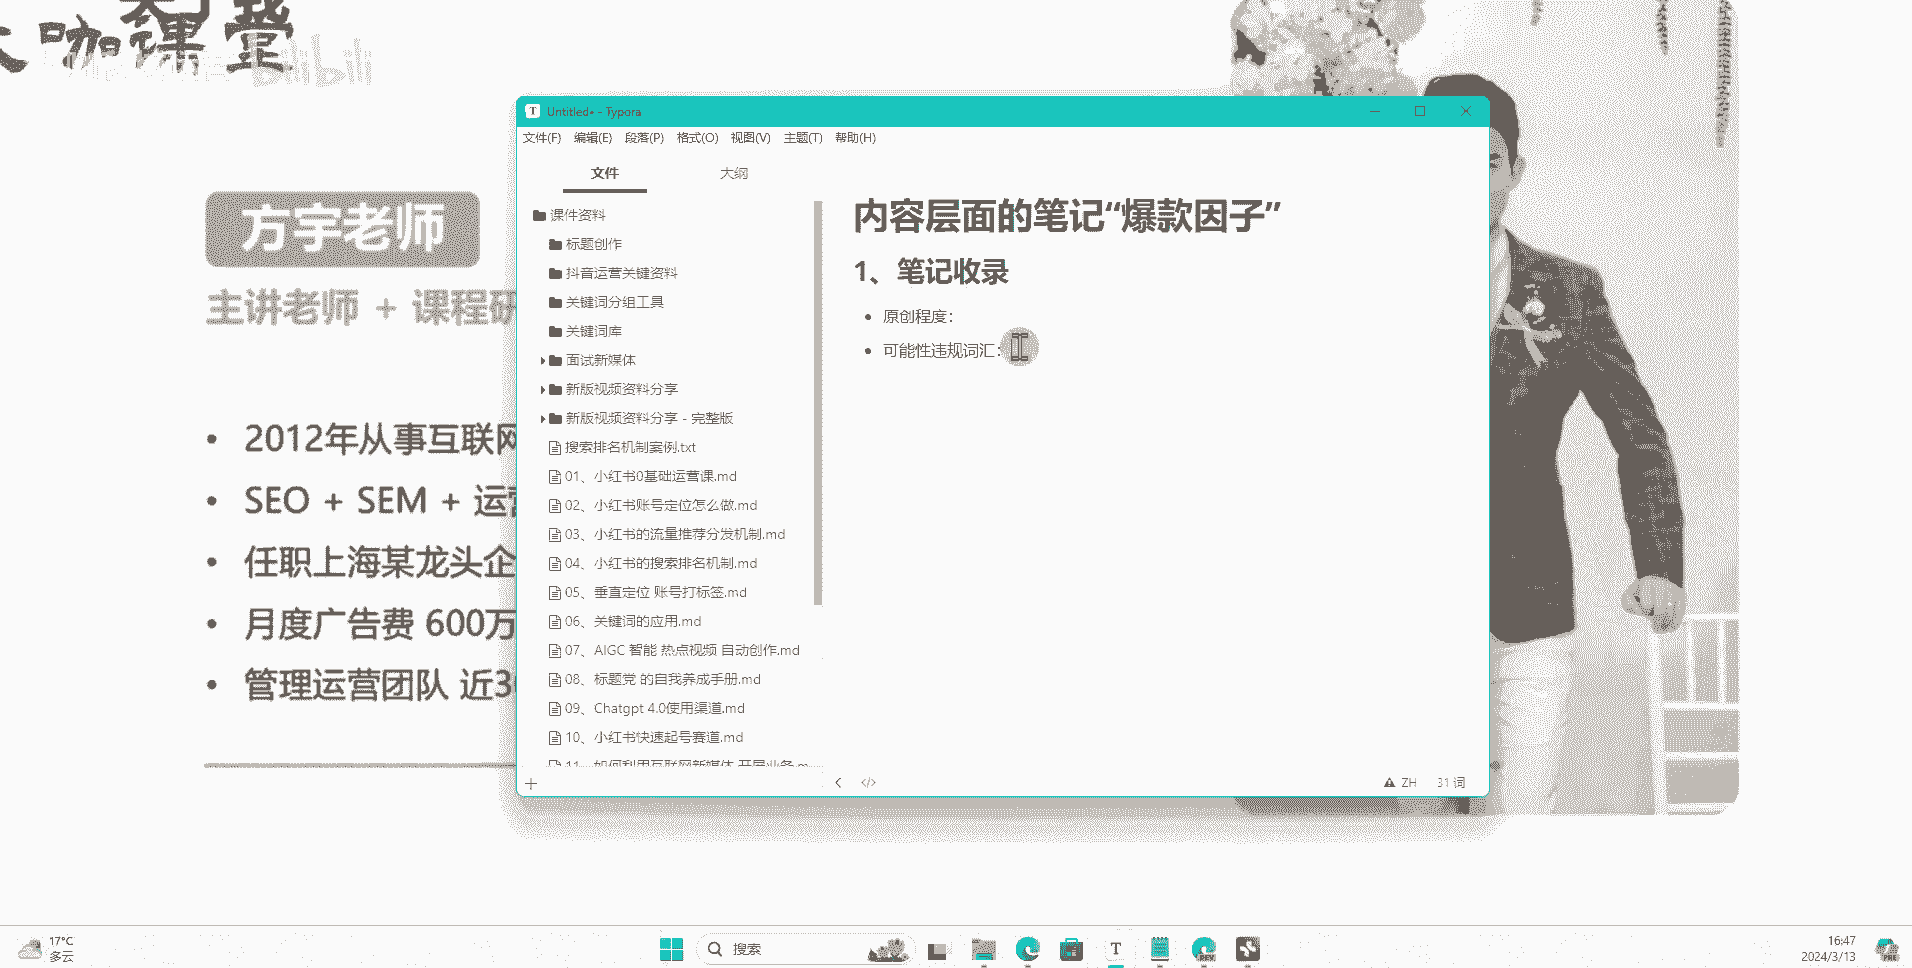 咖课堂
bilibili
方宇老师
主讲老师 + 课程研
2012年从事互联网
SEO + SEM + 运营
任职上海某龙头企
月度广告费 600万
管理运营团队 近3
Untitled• - Typora
文件(F) 编辑(E) 段落(P) 格式(O) 视图(V) 主题(T) 帮助(H)
文件 大纲
课件资料
标题创作
抖音运营关键资料
关键词分组工具
关键词库
面试新媒体
新版视频资料分享
新版视频资料分享 - 完整版
搜索排名机制案例.txt
01、小红书0基础运营课.md
02、小红书账号定位怎么做.md
03、小红书的流量推荐分发机制.md
04、小红书的搜索排名机制.md
05、垂直定位 账号打标签.md
06、关键词的应用.md
07、AIGC 智能 热点视频 自动创作.md
08、标题党 的自我养成手册.md
09、Chatgpt 4.0使用渠道.md
10、小红书快速起号赛道.md
11、如何利用互联网新媒体 开展业务.m
内容层面的笔记“爆款因子”
1、笔记收录
原创程度：
可能性违规词汇：
ZH 31 词
17°C
多云
搜索
16:47
2024/3/13